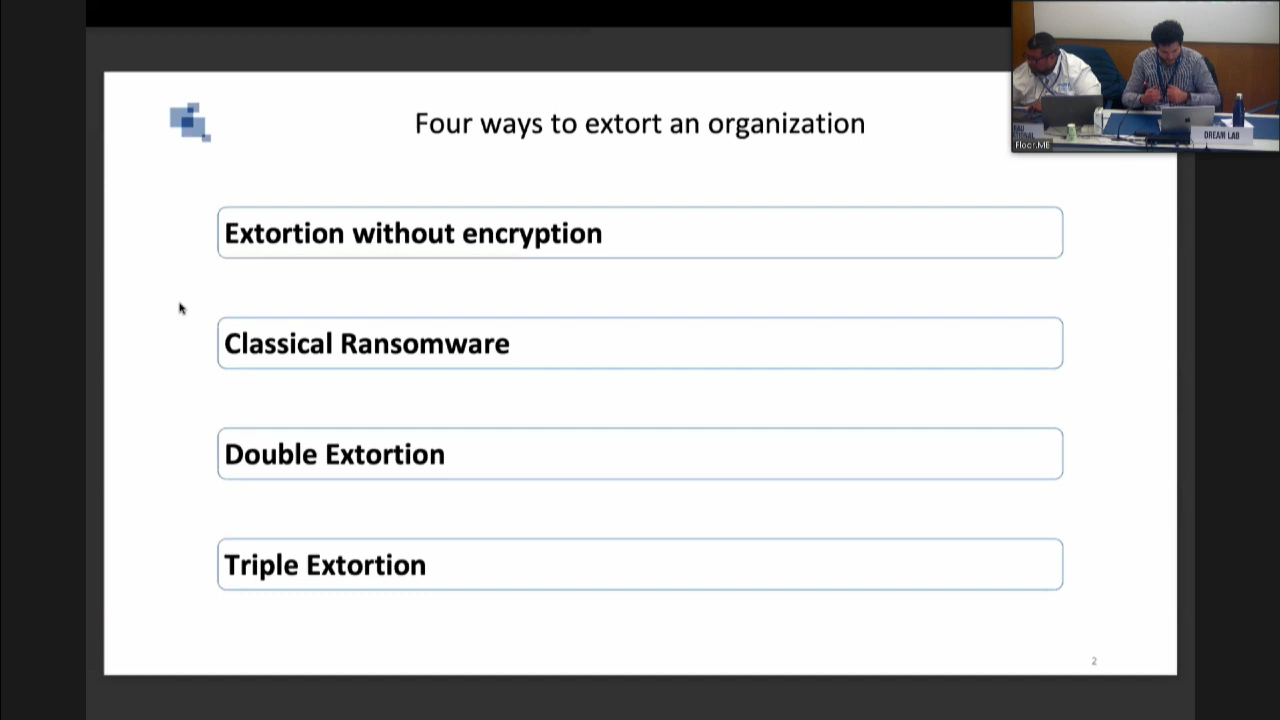 Four ways to extort an organization
DREAM LAB
Floor.ME
Extortion without encryption
Classical Ransomware
Double Extortion
Triple Extortion
2